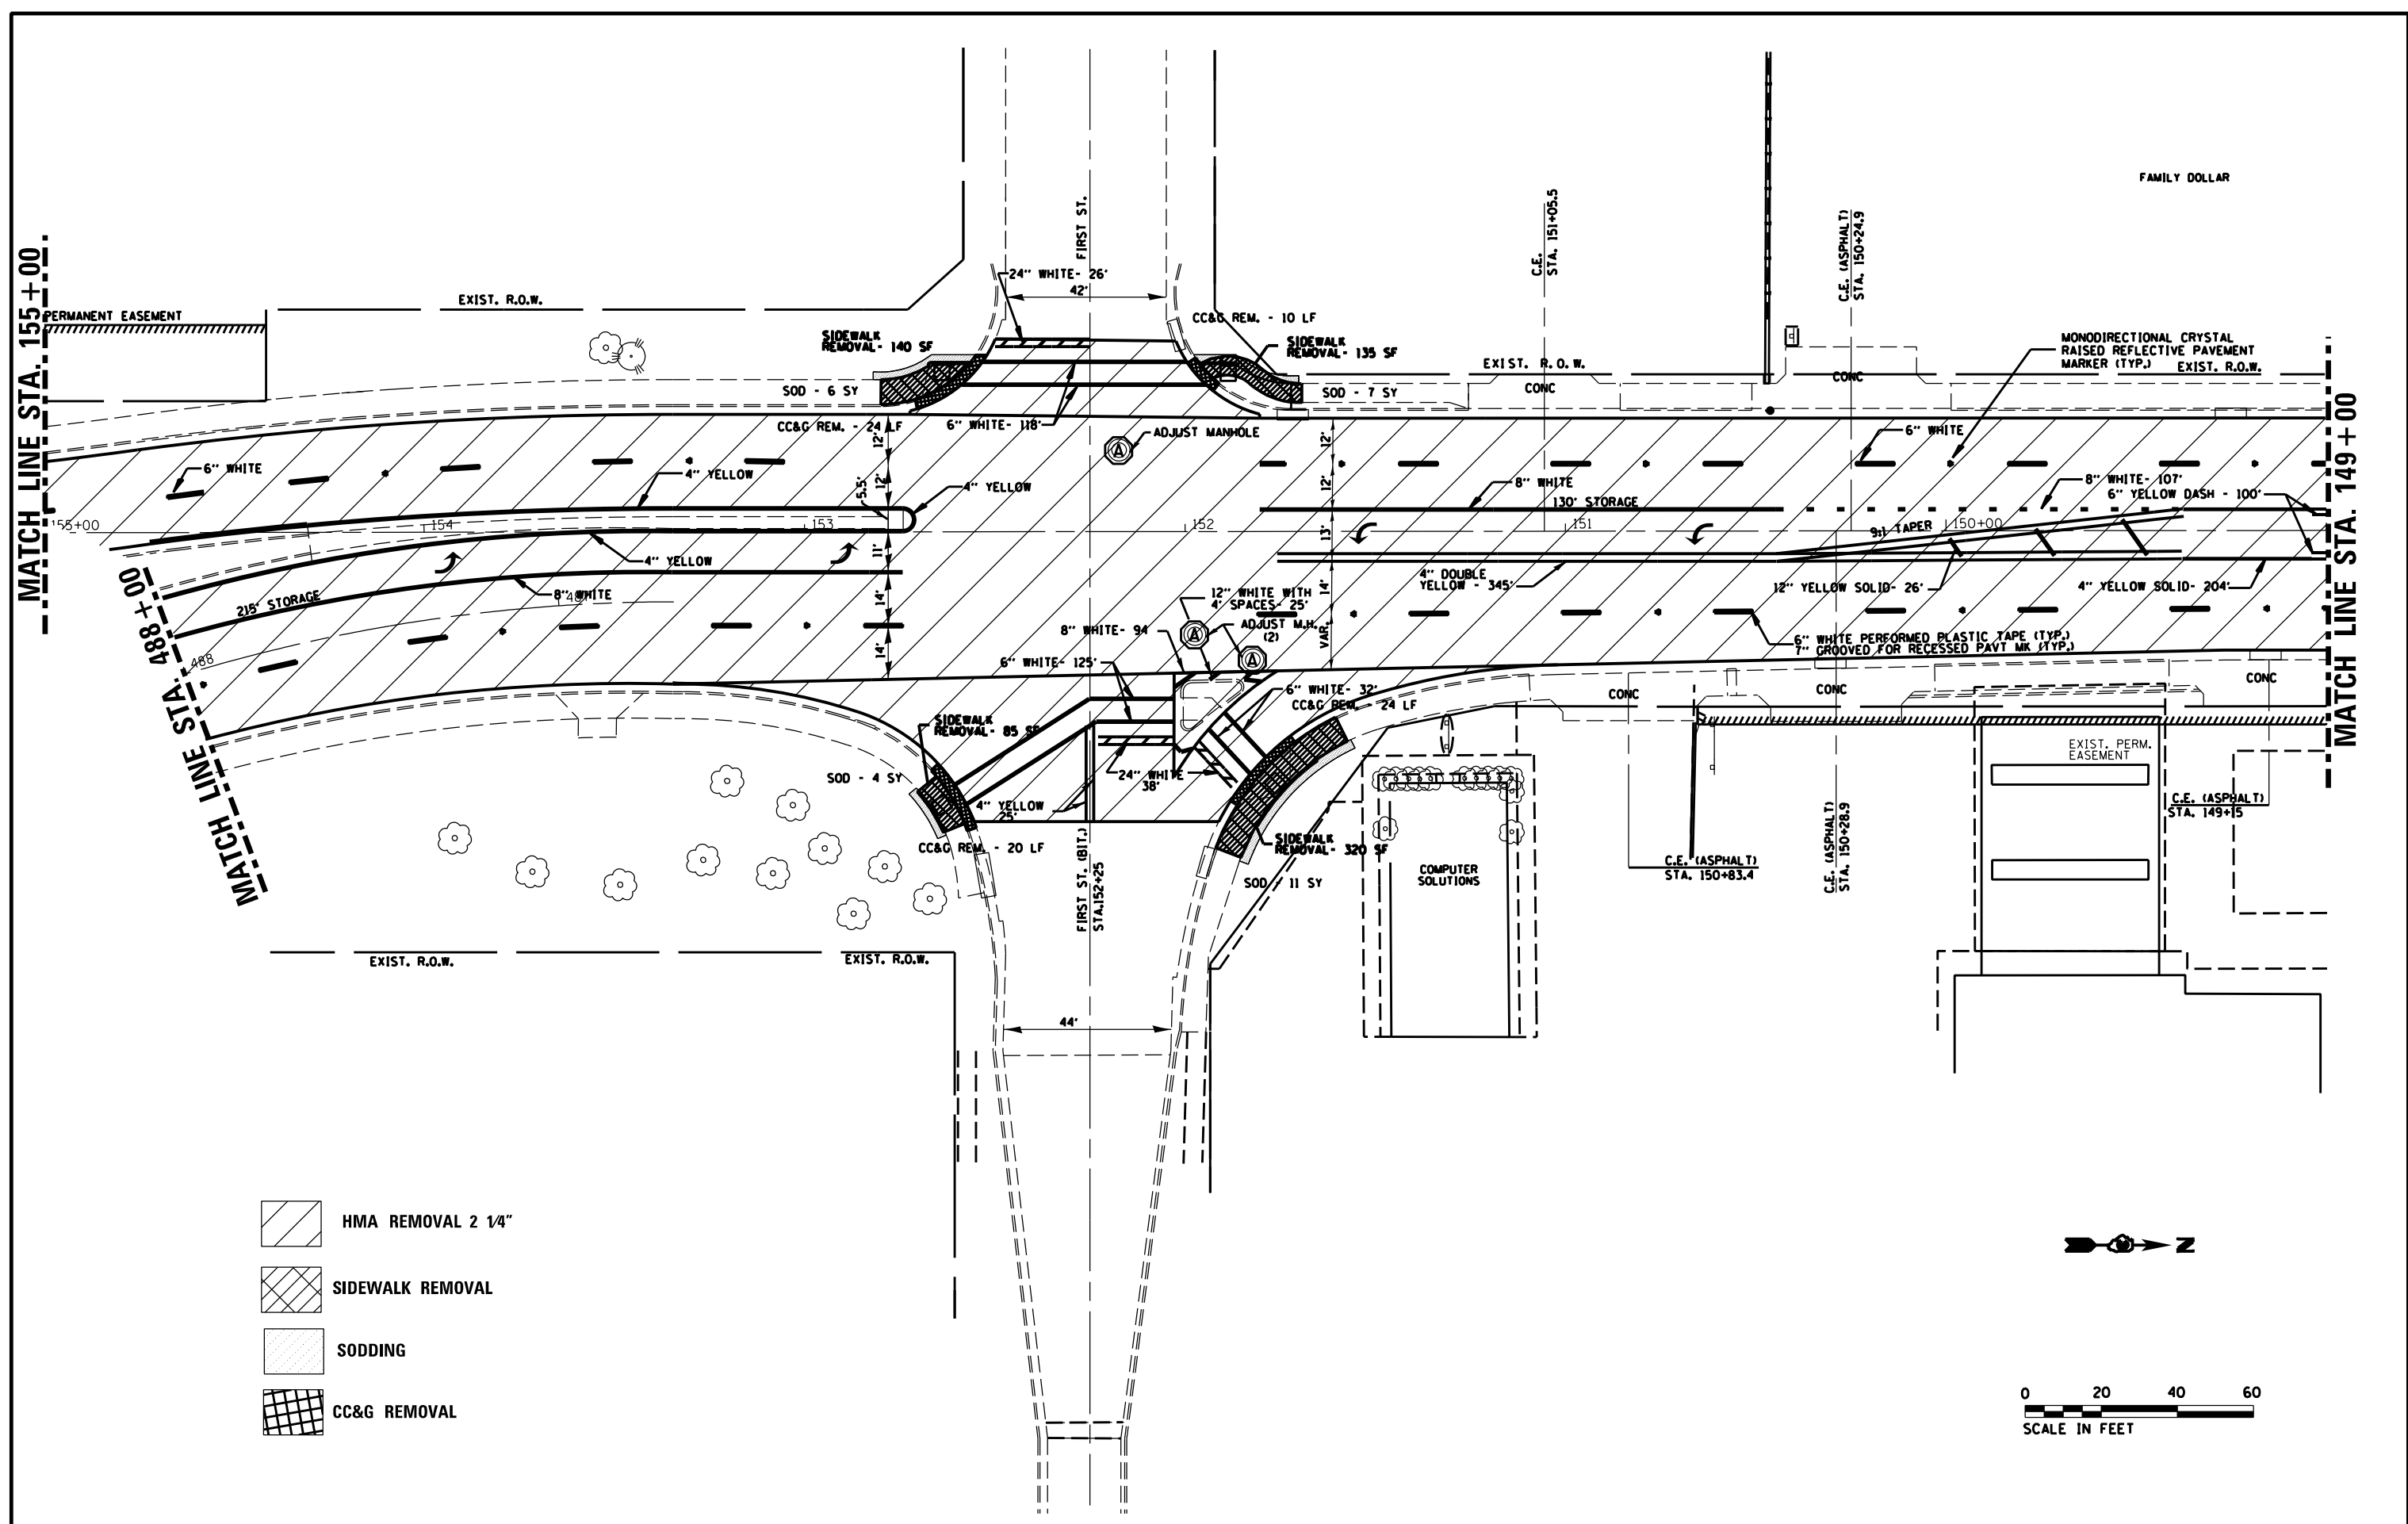 MATCH LINE STA. 155+00
PERMANENT EASEMENT
EXIST. R.O.W.
FIRST ST.
24" WHITE- 26'
42'
CC&G REM. - 10 LF
SIDEWALK
REMOVAL- 140 SF
SIDEWALK
REMOVAL- 135 SF
SOD - 6 SY
SOD - 7 SY
CC&G REM. - 24 LF
6" WHITE- 118'
ADJUST MANHOLE
A
C.E.
STA. 151+05.5
C.E. (ASPHALT)
STA. 150+24.9
FAMILY DOLLAR
EXIST. R.O.W.
CONC
CONC
MONODIRECTIONAL CRYSTAL
RAISED REFLECTIVE PAVEMENT
MARKER (TYP.)
EXIST. R.O.W.
MATCH LINE STA. 149+00
6" WHITE
4" YELLOW
4" YELLOW
12'
12'
5.5'
11'
14'
14'
12'
12'
13'
14'
VAR.
6" WHITE
8" WHITE
130' STORAGE
8" WHITE- 107'
6" YELLOW DASH - 100'
155+00
154
153
152
151
150+00
9:1 TAPER
4" YELLOW
4" DOUBLE
YELLOW - 345'
12" YELLOW SOLID- 26'
4" YELLOW SOLID- 204'
MATCH LINE STA. 488+00
215' STORAGE
8" WHITE
488
12" WHITE WITH
4' SPACES- 25'
ADJUST M.H.
(2)
A
A
8" WHITE- 94
6" WHITE- 125'
6" WHITE- 32'
CC&G REM. - 24 LF
6" WHITE PERFORMED PLASTIC TAPE (TYP.)
7" GROOVED FOR RECESSED PAVT MK (TYP.)
CONC
CONC
CONC
SIDEWALK
REMOVAL- 85 SF
SOD - 4 SY
24" WHITE
38'
4" YELLOW
25'
CC&G REM. - 20 LF
FIRST ST. (BIT.)
STA.152+25
SIDEWALK
REMOVAL- 320 SF
SOD - 11 SY
COMPUTER
SOLUTIONS
C.E. (ASPHALT)
STA. 150+83.4
C.E. (ASPHALT)
STA. 150+28.9
EXIST. PERM.
EASEMENT
C.E. (ASPHALT)
STA. 149+15
EXIST. R.O.W.
EXIST. R.O.W.
44'
HMA REMOVAL 2 1/4"
SIDEWALK REMOVAL
SODDING
CC&G REMOVAL
N
0 20 40 60
SCALE IN FEET